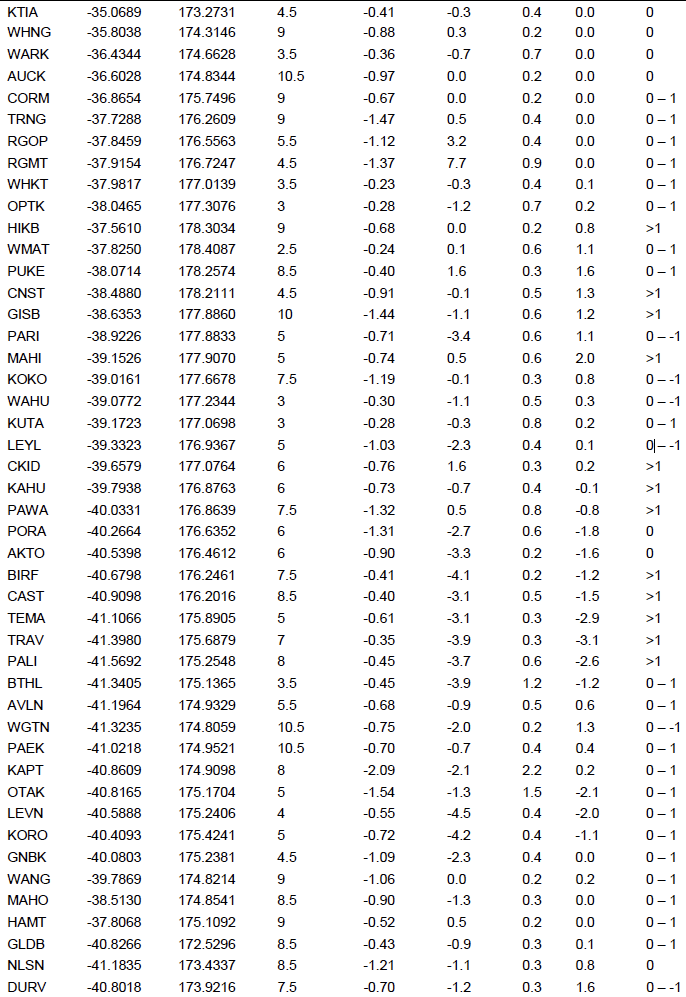 KTIA -35.0689 173.2731 4.5 -0.41 -0.3 0.4 0.0 0
WHNG -35.8038 174.3146 9 -0.88 0.3 0.2 0.0 0
WARK -36.4344 174.6628 3.5 -0.36 -0.7 0.7 0.0 0
AUCK -36.6028 174.8344 10.5 -0.97 0.0 0.2 0.0 0
CORM -36.8654 175.7496 9 -0.67 0.0 0.2 0.0 0 – 1
TRNG -37.7288 176.2609 9 -1.47 0.5 0.4 0.0 0 – 1
RGOP -37.8459 176.5563 5.5 -1.12 3.2 0.4 0.0 0 – 1
RGMT -37.9154 176.7247 4.5 -1.37 7.7 0.9 0.0 0 – 1
WHKT -37.9817 177.0139 3.5 -0.23 -0.3 0.4 0.1 0 – 1
OPTK -38.0465 177.3076 3 -0.28 -1.2 0.7 0.2 0 – 1
HIKB -37.5610 178.3034 9 -0.68 0.0 0.2 0.8 >1
WMAT -37.8250 178.4087 2.5 -0.24 0.1 0.6 1.1 0 – 1
PUKE -38.0714 178.2574 8.5 -0.40 1.6 0.3 1.6 0 – 1
CNST -38.4880 178.2111 4.5 -0.91 -0.1 0.5 1.3 >1
GISB -38.6353 177.8860 10 -1.44 -1.1 0.6 1.2 >1
PARI -38.9226 177.8833 5 -0.71 -3.4 0.6 1.1 0 – -1
MAHI -39.1526 177.9070 5 -0.74 0.5 0.6 2.0 >1
KOKO -39.0161 177.6678 7.5 -1.19 -0.1 0.3 0.8 0 – -1
WAHU -39.0772 177.2344 3 -0.30 -1.1 0.5 0.3 0 – -1
KUTA -39.1723 177.0698 3 -0.28 -0.3 0.8 0.2 0 – 1
LEYL -39.3323 176.9367 5 -1.03 -2.3 0.4 0.1 0 – -1
CKID -39.6579 177.0764 6 -0.76 1.6 0.3 0.2 >1
KAHU -39.7938 176.8763 6 -0.73 -0.7 0.4 -0.1 >1
PAWA -40.0331 176.8639 7.5 -1.32 0.5 0.8 -0.8 >1
PORA -40.2664 176.6352 6 -1.31 -2.7 0.6 -1.8 0
AKTO -40.5398 176.4612 6 -0.90 -3.3 0.2 -1.6 0
BIRF -40.6798 176.2461 7.5 -0.41 -4.1 0.2 -1.2 >1
CAST -40.9098 176.2016 8.5 -0.40 -3.1 0.5 -1.5 >1
TEMA -41.1066 175.8905 5 -0.61 -3.1 0.3 -2.9 >1
TRAV -41.3980 175.6879 7 -0.35 -3.9 0.3 -3.1 >1
PALI -41.5692 175.2548 8 -0.45 -3.7 0.6 -2.6 >1
BTHL -41.3405 175.1365 3.5 -0.45 -3.9 1.2 -1.2 0 – 1
AVLN -41.1964 174.9329 5.5 -0.68 -0.9 0.5 0.6 0 – 1
WGTN -41.3235 174.8059 10.5 -0.75 -2.0 0.2 1.3 0 – -1
PAEK -41.0218 174.9521 10.5 -0.70 -0.7 0.4 0.4 0 – 1
KAPT -40.8609 174.9098 8 -2.09 -2.1 2.2 0.2 0 – 1
OTAK -40.8165 175.1704 5 -1.54 -1.3 1.5 -2.1 0 – 1
LEVN -40.5888 175.2406 4 -0.55 -4.5 0.4 -2.0 0 – 1
KORO -40.4093 175.4241 5 -0.72 -4.2 0.4 -1.1 0 – 1
GNBK -40.0803 175.2381 4.5 -1.09 -2.3 0.4 0.0 0 – 1
WANG -39.7869 174.8214 9 -1.06 0.0 0.2 0.2 0 – 1
MAHO -38.5130 174.8541 8.5 -0.90 -1.3 0.3 0.0 0 – 1
HAMT -37.8068 175.1092 9 -0.52 0.5 0.2 0.0 0 – 1
GLDB -40.8266 172.5296 8.5 -0.43 -0.9 0.3 0.1 0 – 1
NLSN -41.1835 173.4337 8.5 -1.21 -1.1 0.3 0.8 0
DURV -40.8018 173.9216 7.5 -0.70 -1.2 0.3 1.6 0 – -1